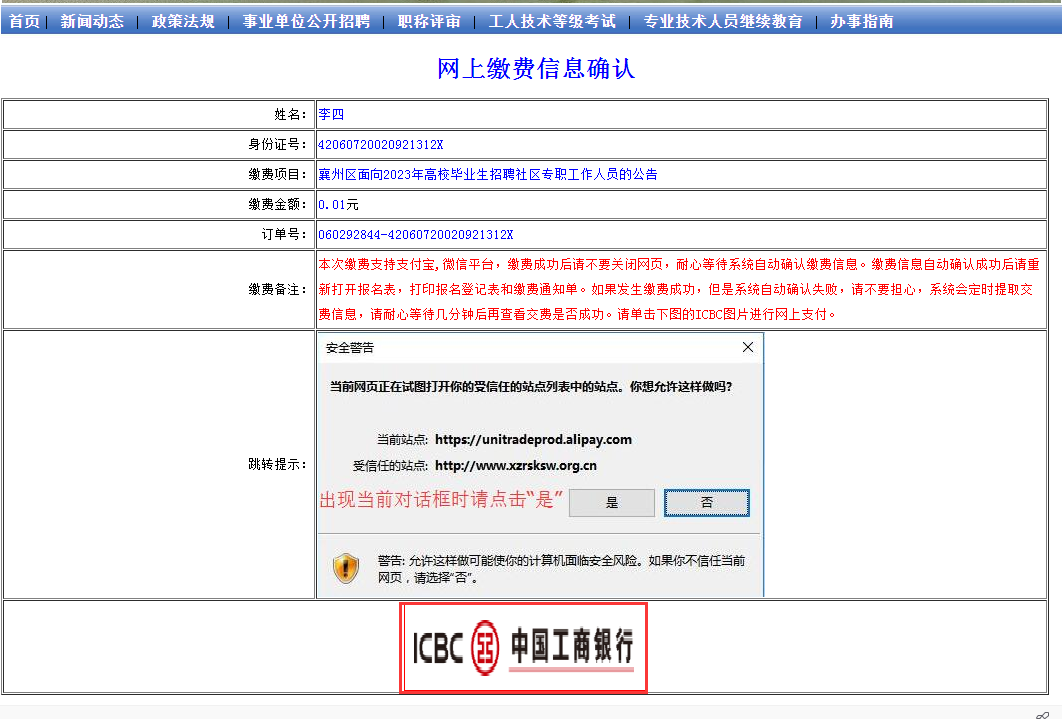 首页 | 新闻动态 | 政策法规 | 事业单位公开招聘 | 职称评审 | 工人技术等级考试 | 专业技术人员继续教育 | 办事指南
网上缴费信息确认
姓名： 李四
身份证号： 42060720020921312X
缴费项目： 襄州区面向2023年高校毕业生招聘社区专职工作人员的公告
缴费金额： 0.01元
订单号： 060292844-42060720020921312X
缴费备注： 本次缴费支持支付宝,微信平台，缴费成功后请不要关闭网页，耐心等待系统自动确认缴费信息。缴费信息自动确认成功后请重
新打开报名表，打印报名登记表和缴费通知单。如果发生缴费成功，但是系统自动确认失败，请不要担心，系统会定时提取交
费信息，请耐心等待几分钟后再查看交费是否成功。请单击下图的ICBC图片进行网上支付。
跳转提示：
安全警告
当前网页正在试图打开你的受信任的站点列表中的站点。你想允许这样做吗?
当前站点: https://unitradeprod.alipay.com
受信任的站点: http://www.xzrsksw.org.cn
出现当前对话框时请点击“是” 是 否
警告: 允许这样做可能使你的计算机面临安全风险。如果你不信任当前
网页，请选择“否”。
ICBC 中国工商银行